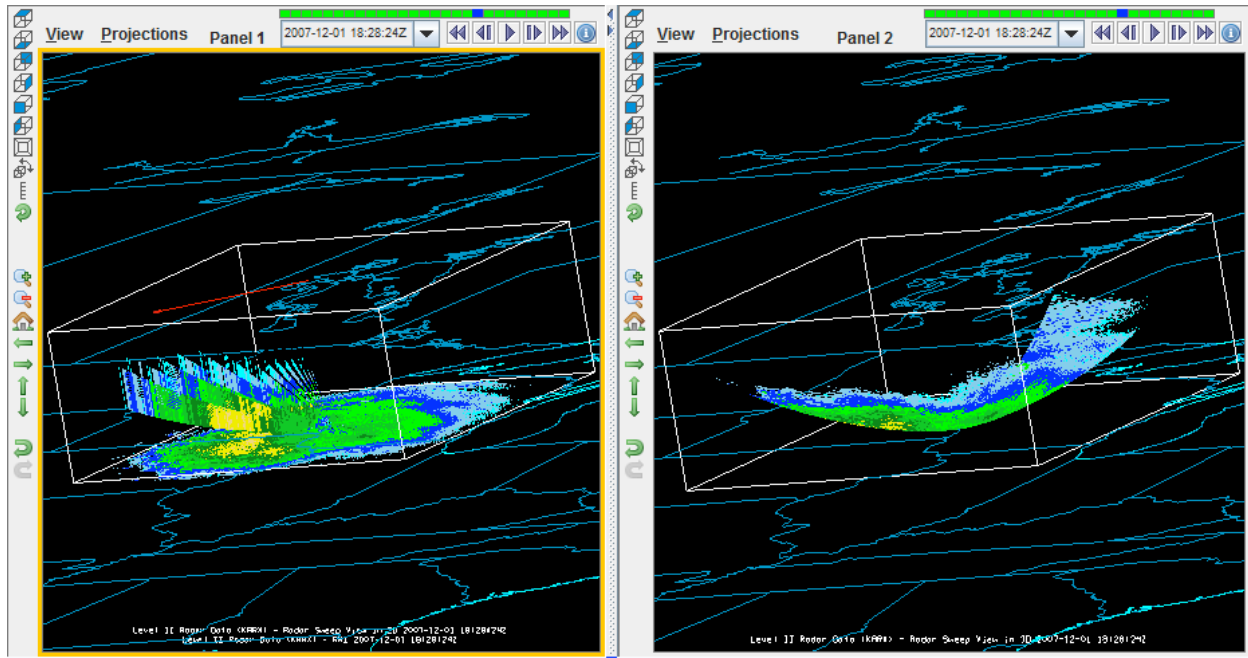 View Projections Panel 1 2007-12-01 18:28:24Z
View Projections Panel 2 2007-12-01 18:28:24Z
Level II Radar Data (KARX) - Radar Sweep View in 3D 2007-12-01 18:28:24Z
Level II Radar Data (KARX) - RHI 2007-12-01 18:28:24Z
Level II Radar Data (KARX) - Radar Sweep View in 3D 2007-12-01 18:28:24Z